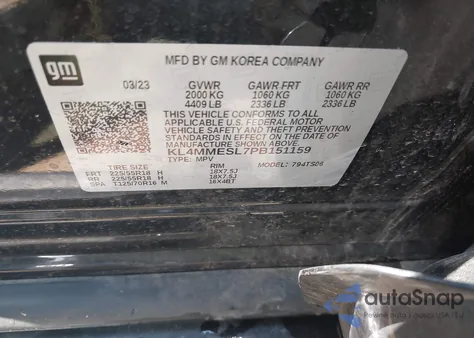 gm
MFD BY GM KOREA COMPANY
03/23 GVWR GAWR FRT GAWR RR
2000 KG 1060 KG 1060 KG
4409 LB 2336 LB 2336 LB
THIS VEHICLE CONFORMS TO ALL
APPLICABLE U.S. FEDERAL MOTOR
VEHICLE SAFETY AND THEFT PREVENTION
STANDARDS IN EFFECT ON THE DATE OF
MANUFACTURE SHOWN ABOVE.
KL4MMESL7PB151159
TYPE: MPV MODEL: 794TS06
TIRE SIZE RIM
FRT 225/55R18 H 18X7.5J
RR 225/55R18 H 18X7.5J
SPA T125/70R16 M 16X4BT
autoSnap